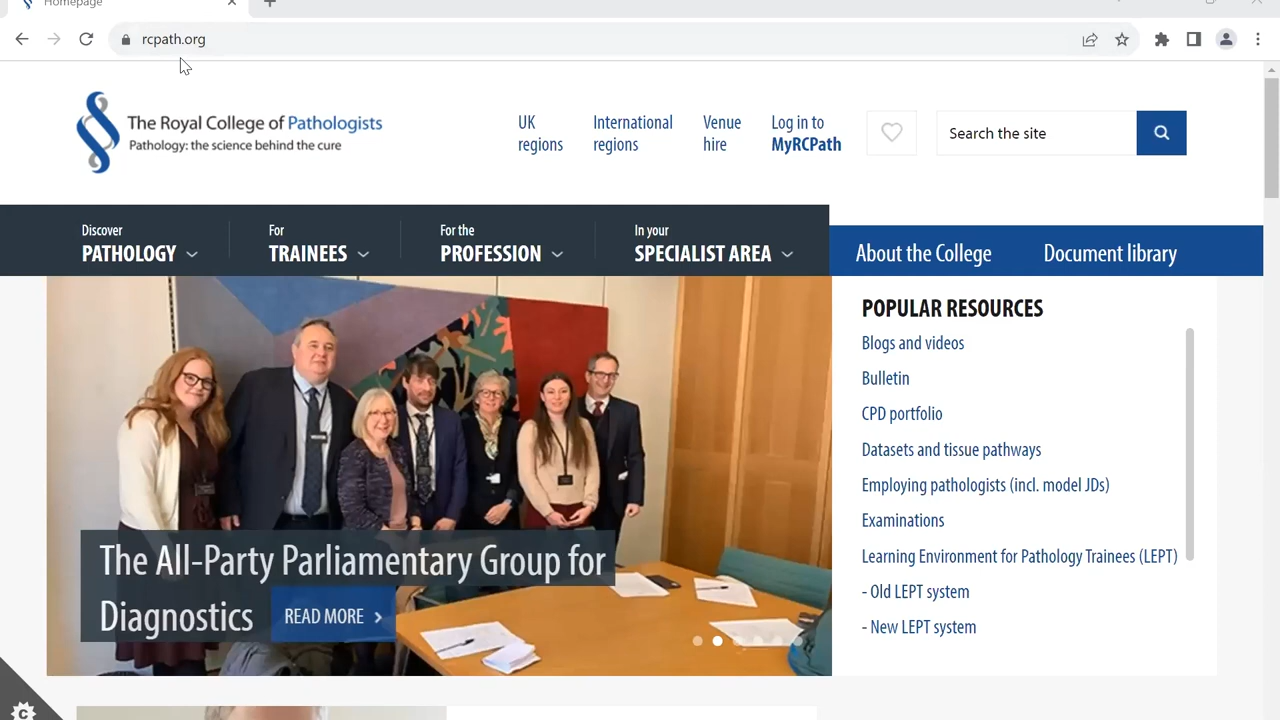 Homepage
rcpath.org
The Royal College of Pathologists
Pathology: the science behind the cure
UK
regions
International
regions
Venue
hire
Log in to
MyRCPath
Search the site
Discover
PATHOLOGY
For
TRAINEES
For the
PROFESSION
In your
SPECIALIST AREA
About the College
Document library
The All-Party Parliamentary Group for
Diagnostics
READ MORE
POPULAR RESOURCES
Blogs and videos
Bulletin
CPD portfolio
Datasets and tissue pathways
Employing pathologists (incl. model JDs)
Examinations
Learning Environment for Pathology Trainees (LEPT)
- Old LEPT system
- New LEPT system